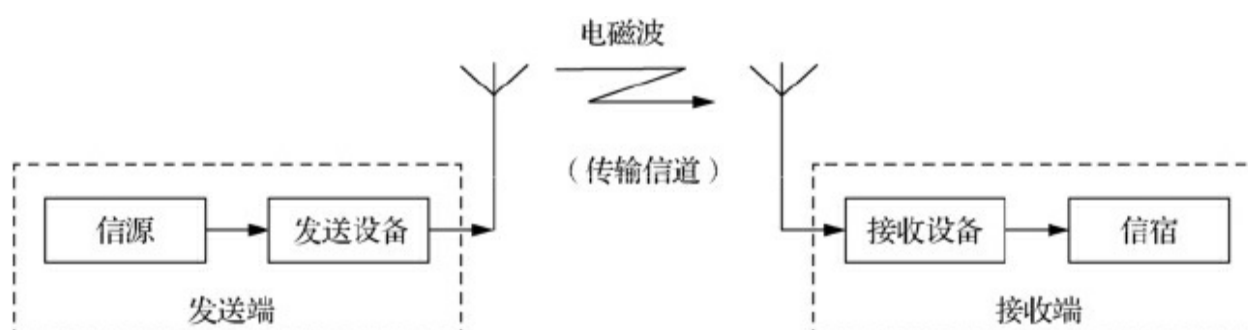 电磁波
（传输信道）
信源
发送设备
接收设备
信宿
发送端
接收端